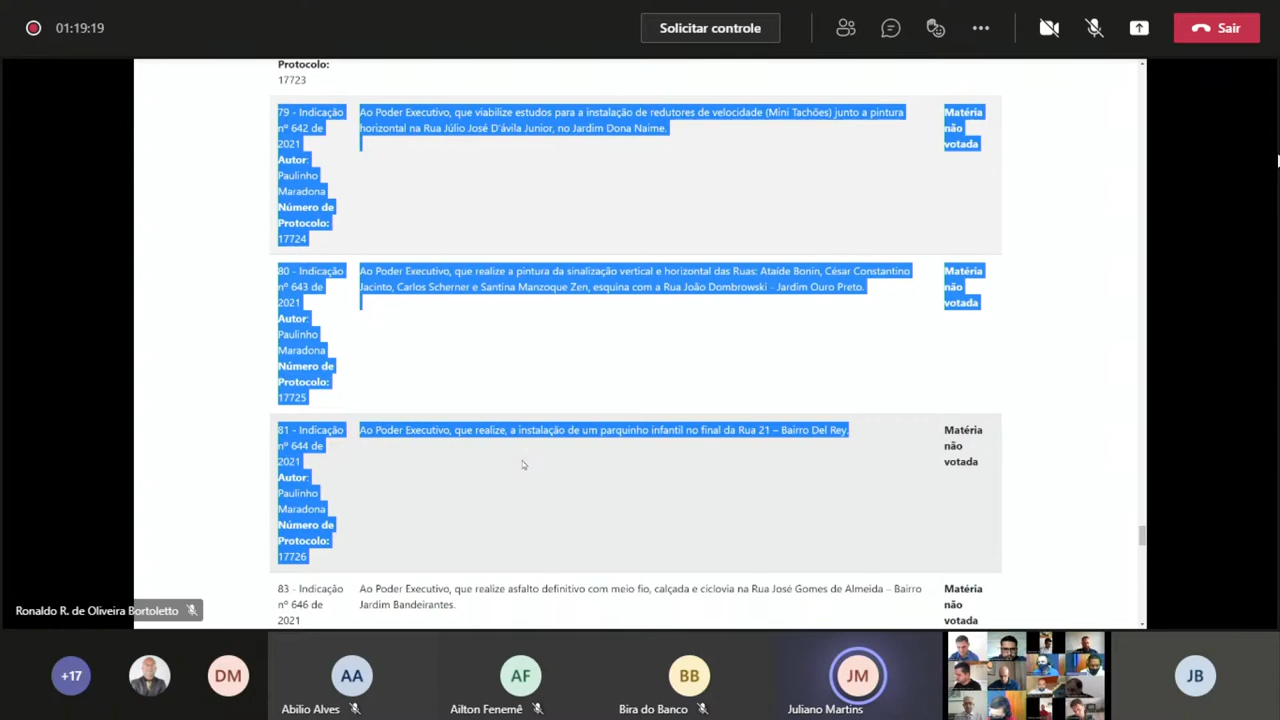 01:19:19
Solicitar controle
Sair
Protocolo:
17723
79 - Indicação
nº 642 de
2021
Autor:
Paulinho
Maradona
Número de
Protocolo:
17724
Ao Poder Executivo, que viabilize estudos para a instalação de redutores de velocidade (Mini Tachões) junto a pintura
horizontal na Rua Júlio José D'ávila Junior, no Jardim Dona Naime.
Matéria
não
votada
80 - Indicação
nº 643 de
2021
Autor:
Paulinho
Maradona
Número de
Protocolo:
17725
Ao Poder Executivo, que realize a pintura da sinalização vertical e horizontal das Ruas: Ataíde Bonin, César Constantino
Jacinto, Carlos Scherner e Santina Manzoque Zen, esquina com a Rua João Dombrowski - Jardim Ouro Preto.
Matéria
não
votada
81 - Indicação
nº 644 de
2021
Autor:
Paulinho
Maradona
Número de
Protocolo:
17726
Ao Poder Executivo, que realize, a instalação de um parquinho infantil no final da Rua 21 – Bairro Del Rey.
Matéria
não
votada
83 - Indicação
nº 646 de
2021
Ao Poder Executivo, que realize asfalto definitivo com meio fio, calçada e ciclovia na Rua José Gomes de Almeida – Bairro
Jardim Bandeirantes.
Matéria
não
votada
Ronaldo R. de Oliveira Bortoletto
+17
DM
AA
Abílio Alves
AF
Ailton Fenemê
BB
Bira do Banco
JM
Juliano Martins
JB